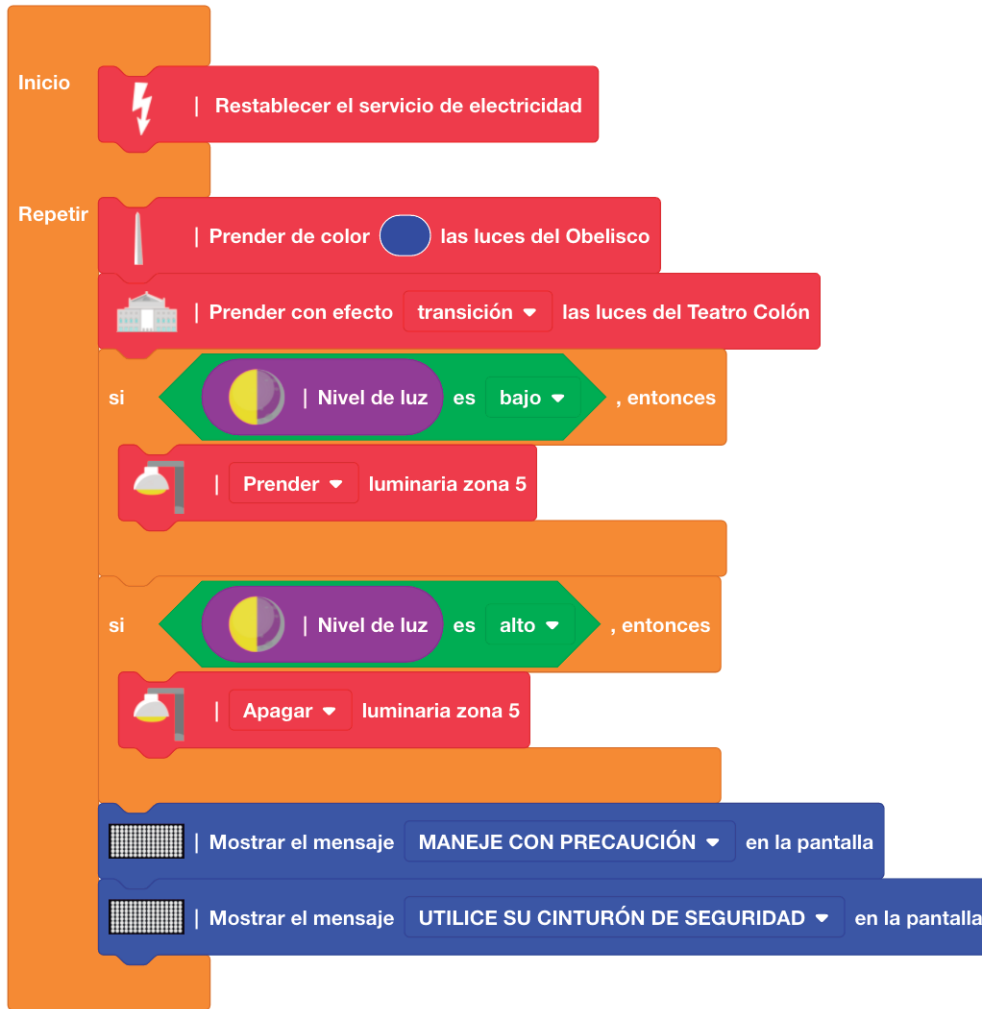 Inicio
| Restablecer el servicio de electricidad
Repetir
| Prender de color las luces del Obelisco
| Prender con efecto transición las luces del Teatro Colón
si | Nivel de luz es bajo , entonces
| Prender luminaria zona 5
si | Nivel de luz es alto , entonces
| Apagar luminaria zona 5
| Mostrar el mensaje MANEJE CON PRECAUCIÓN en la pantalla
| Mostrar el mensaje UTILICE SU CINTURÓN DE SEGURIDAD en la pantalla